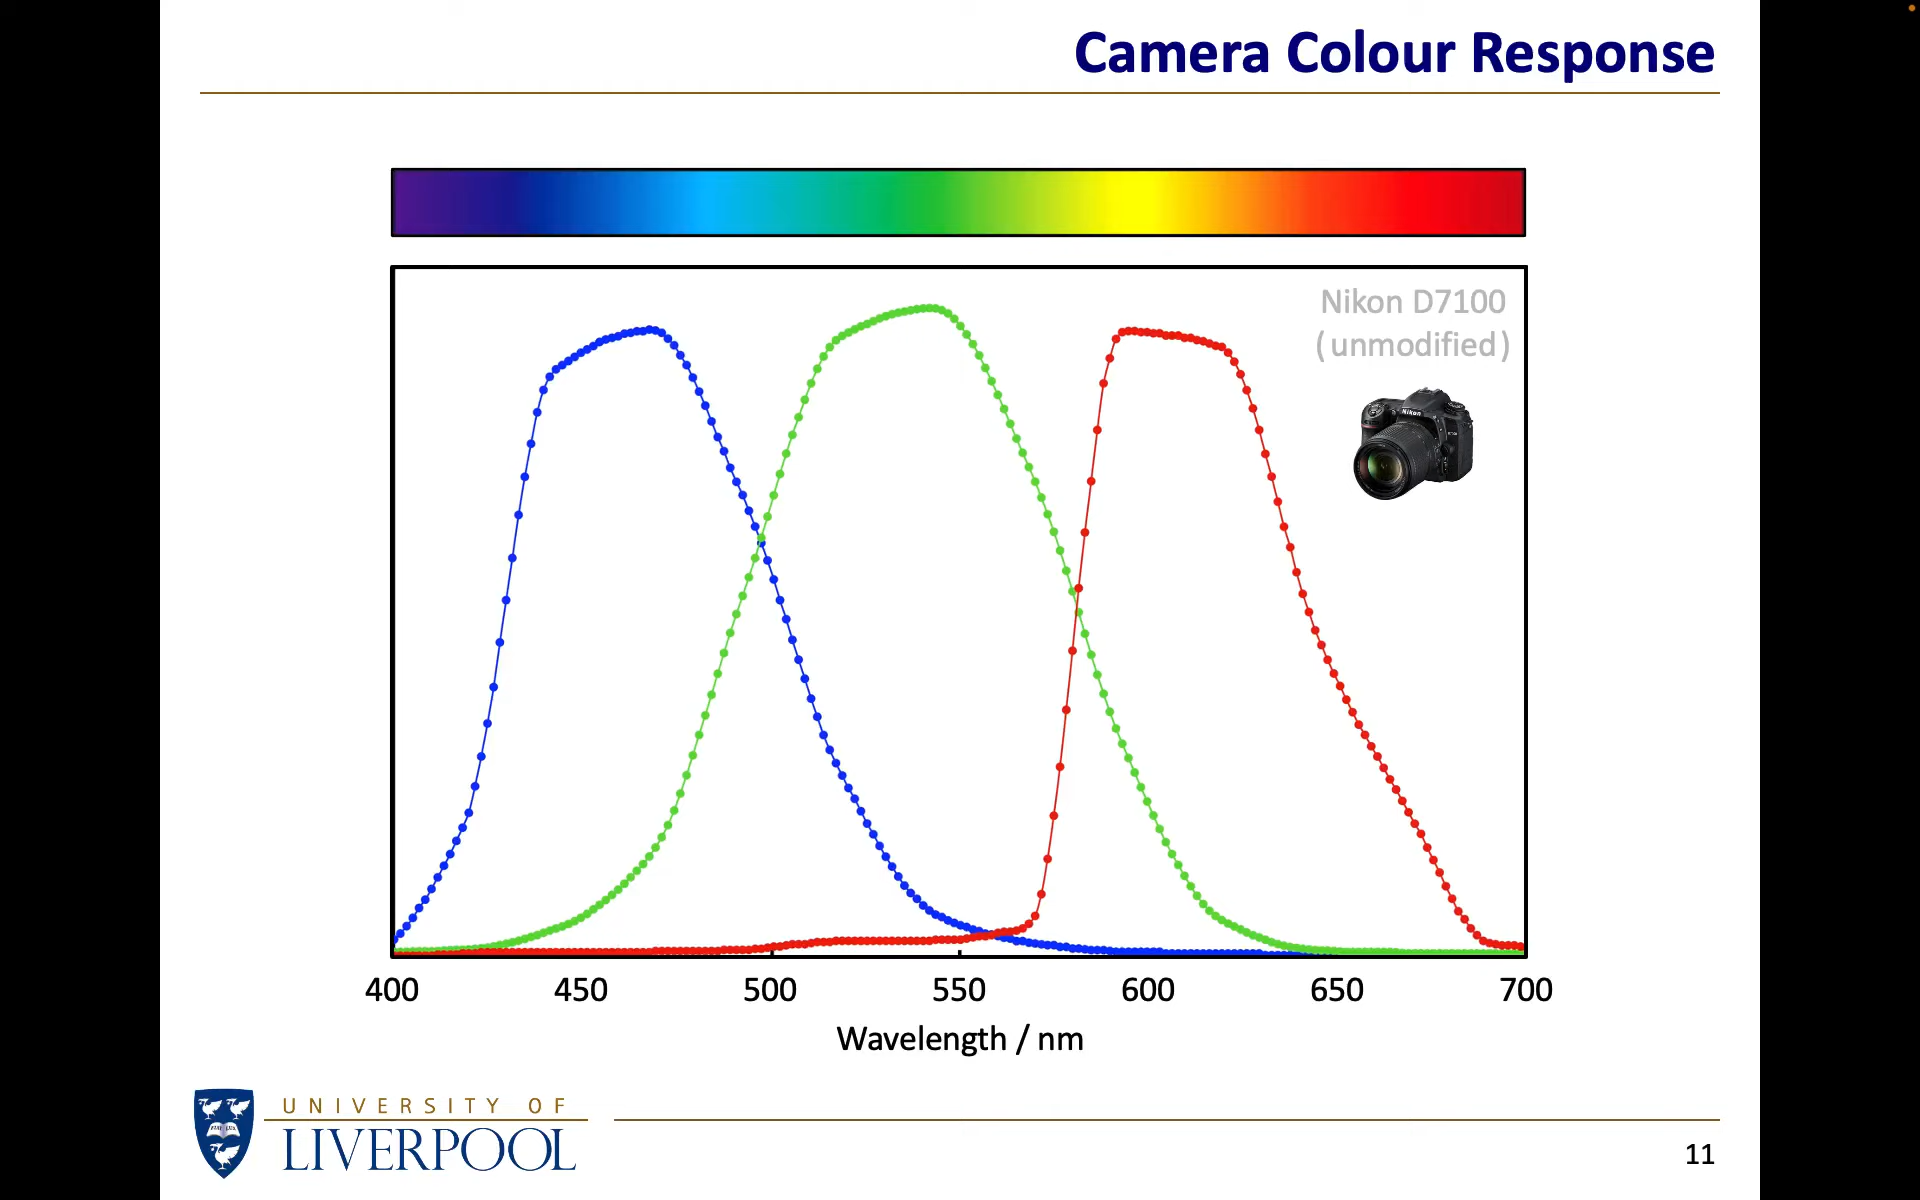 Camera Colour Response
Nikon D7100
(unmodified)
Nikon
400 450 500 550 600 650 700
Wavelength / nm
UNIVERSITY OF
LIVERPOOL
11